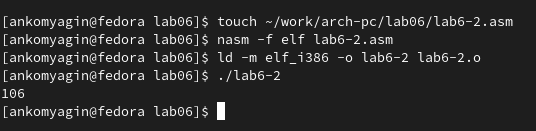 [ankomyagin@fedora lab06]$ touch ~/work/arch-pc/lab06/lab6-2.asm
[ankomyagin@fedora lab06]$ nasm -f elf lab6-2.asm
[ankomyagin@fedora lab06]$ ld -m elf_i386 -o lab6-2 lab6-2.o
[ankomyagin@fedora lab06]$ ./lab6-2
106
[ankomyagin@fedora lab06]$